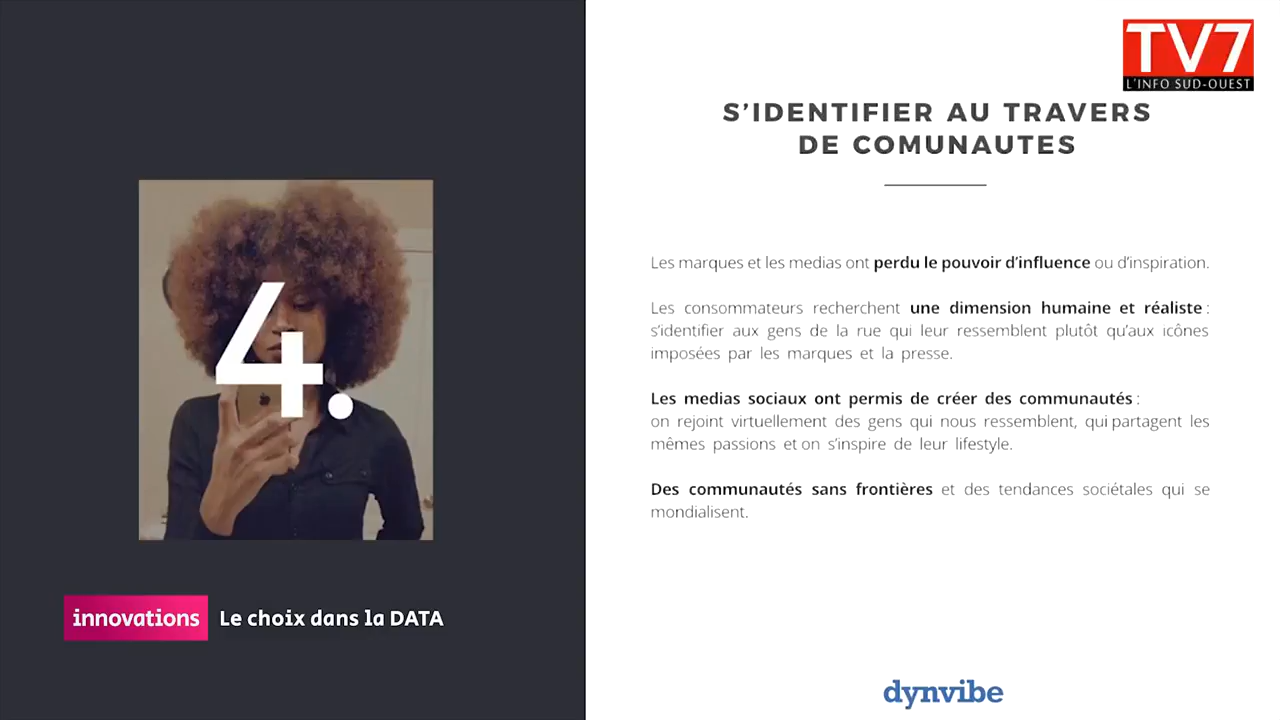 TV7
L'INFO SUD-OUEST
S'IDENTIFIER AU TRAVERS
DE COMUNAUTES
4.
Les marques et les medias ont perdu le pouvoir d'influence ou d'inspiration.
Les consommateurs recherchent une dimension humaine et réaliste :
s'identifier aux gens de la rue qui leur ressemblent plutôt qu'aux icônes
imposées par les marques et la presse.
Les medias sociaux ont permis de créer des communautés :
on rejoint virtuellement des gens qui nous ressemblent, qui partagent les
mêmes passions et on s'inspire de leur lifestyle.
Des communautés sans frontières et des tendances sociétales qui se
mondialisent.
innovations Le choix dans la DATA
dynvibe